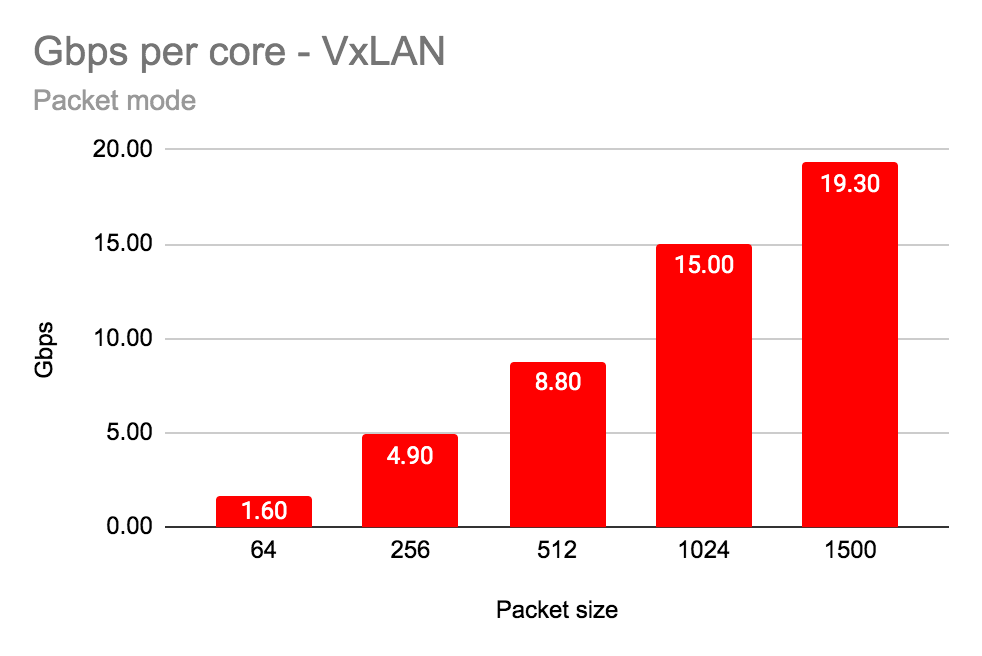 Gbps per core - VxLAN
Packet mode
20.00
19.30
15.00
15.00
10.00
8.80
Gbps
5.00
4.90
1.60
0.00
64 256 512 1024 1500
Packet size